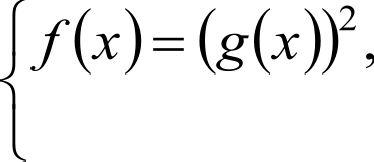 { f(x) = (g(x))²,